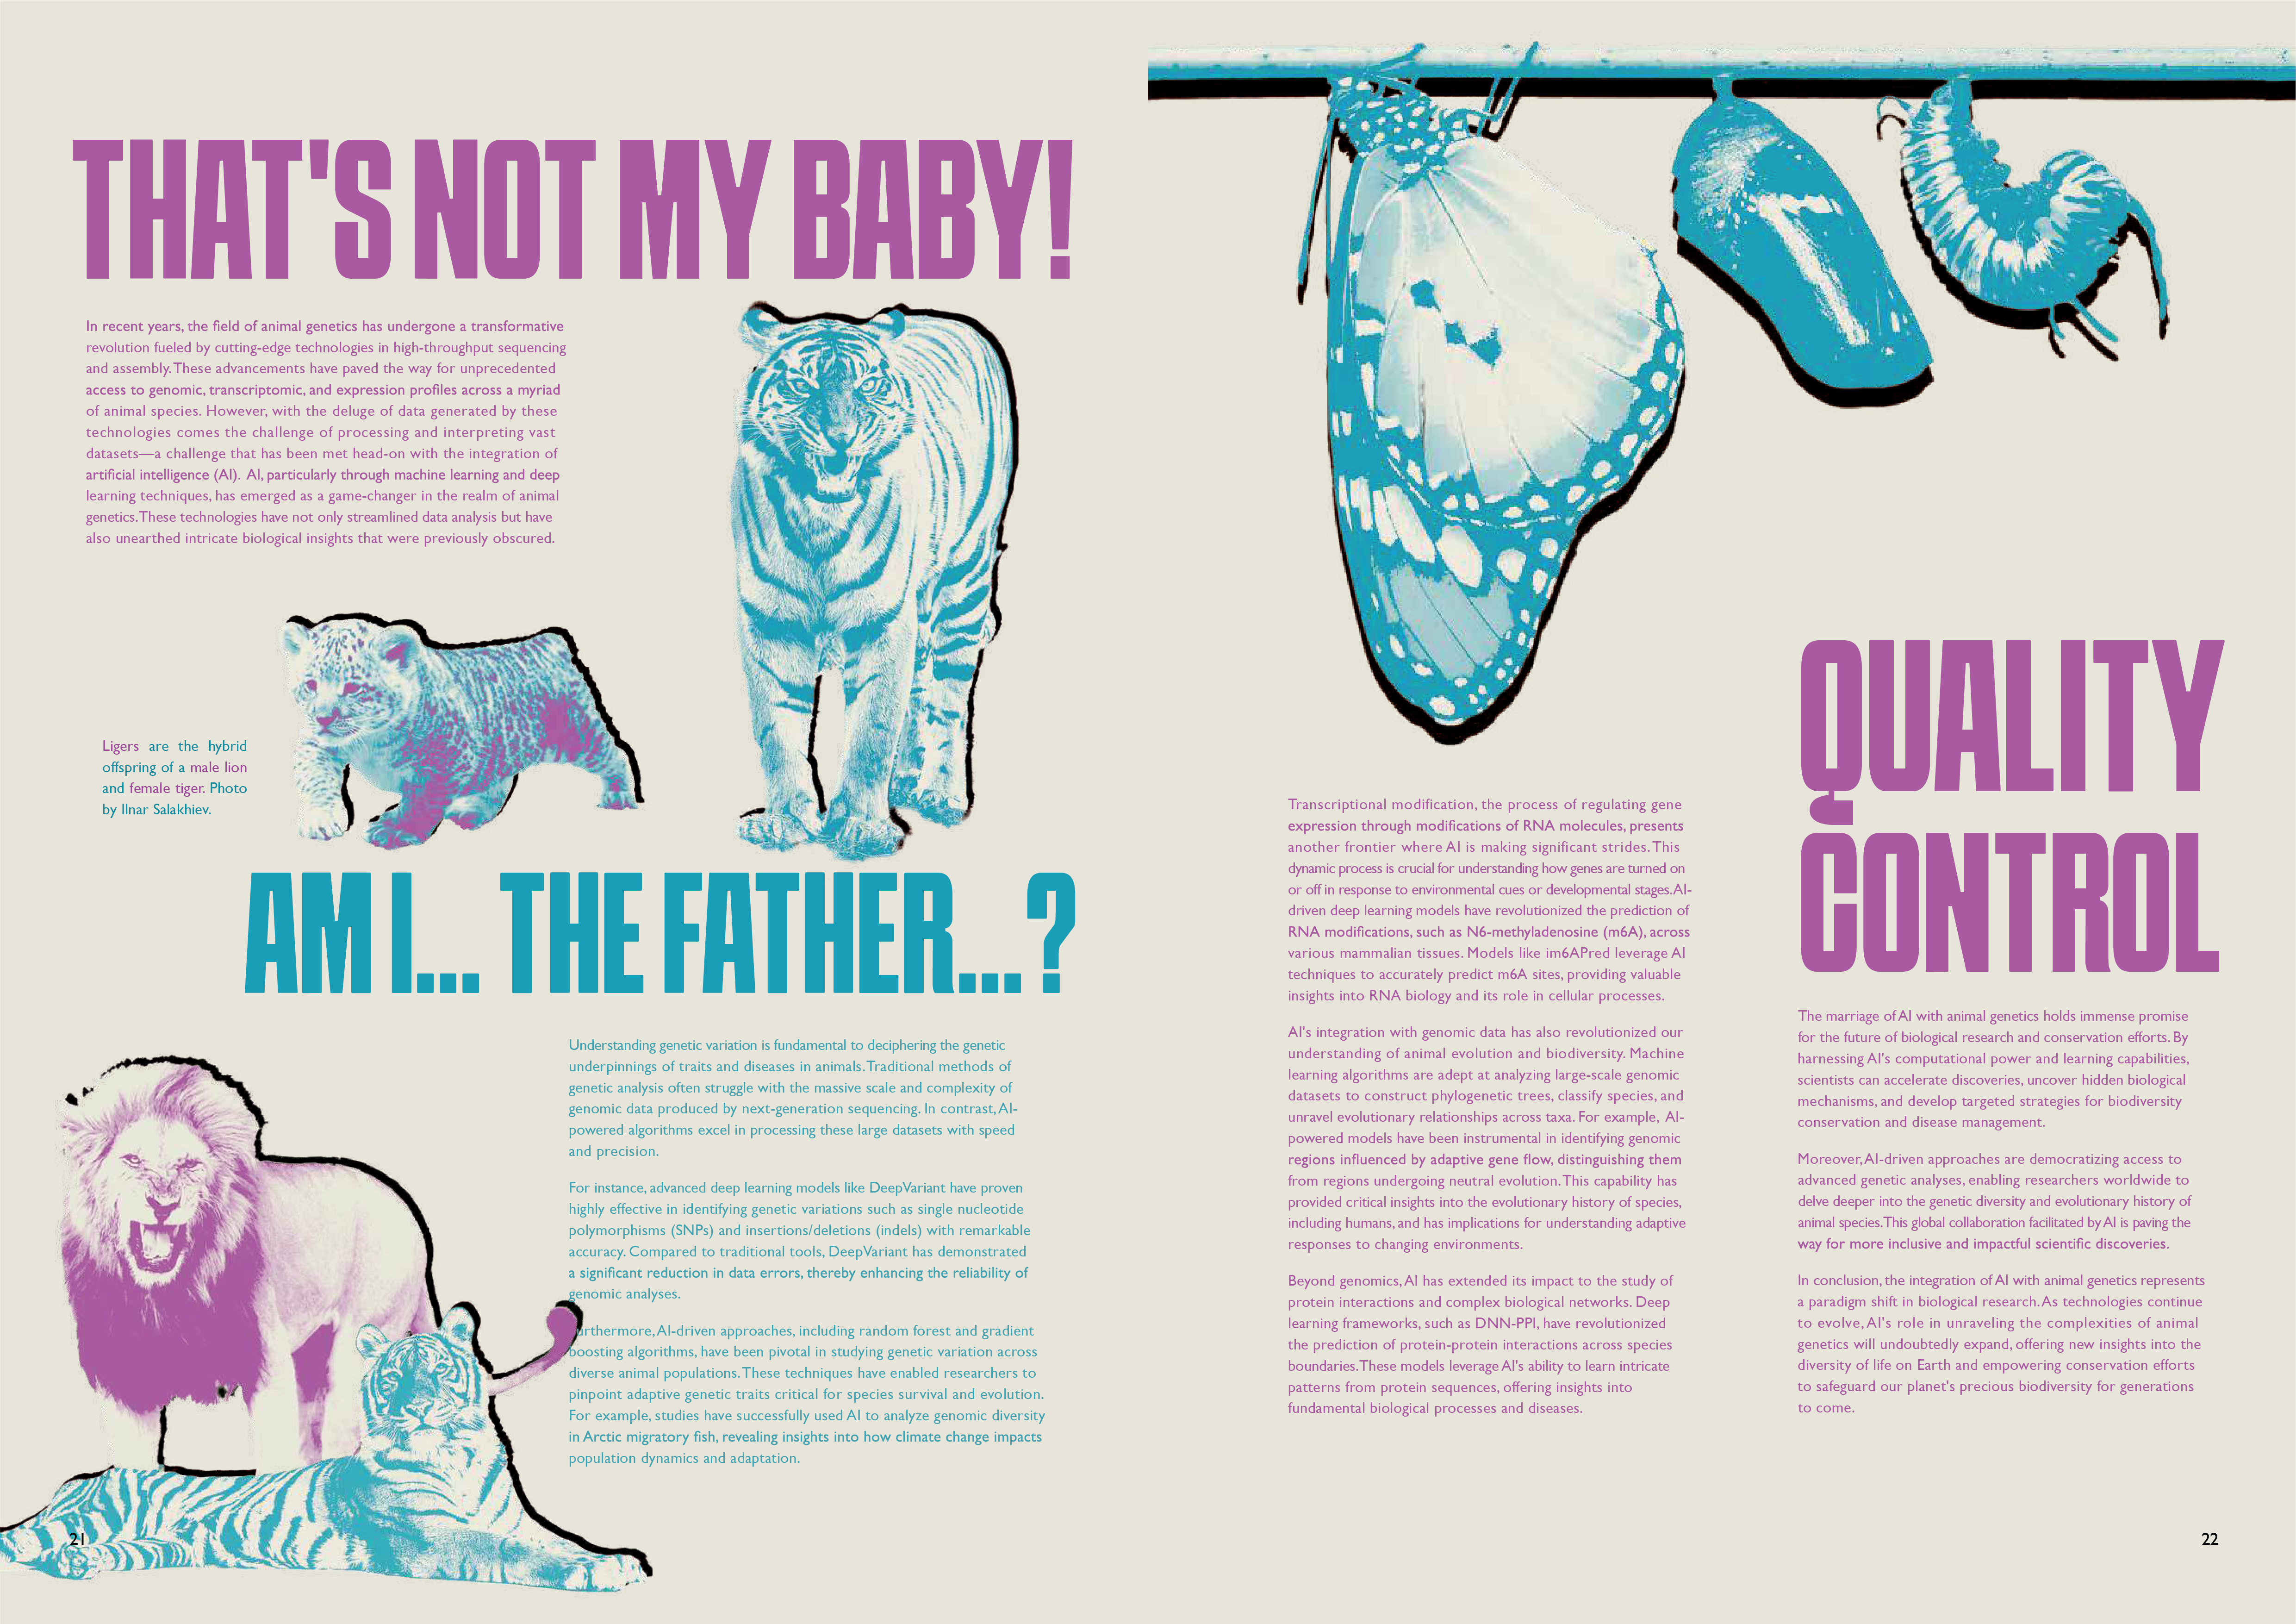 THAT'S NOT MY BABY!
In recent years, the field of animal genetics has undergone a transformative
revolution fueled by cutting-edge technologies in high-throughput sequencing
and assembly. These advancements have paved the way for unprecedented
access to genomic, transcriptomic, and expression profiles across a myriad
of animal species. However, with the deluge of data generated by these
technologies comes the challenge of processing and interpreting vast
datasets—a challenge that has been met head-on with the integration of
artificial intelligence (AI). AI, particularly through machine learning and deep
learning techniques, has emerged as a game-changer in the realm of animal
genetics. These technologies have not only streamlined data analysis but have
also unearthed intricate biological insights that were previously obscured.
Ligers are the hybrid
offspring of a male lion
and female tiger. Photo
by Ilnar Salakhiev.
AM I... THE FATHER...?
Understanding genetic variation is fundamental to deciphering the genetic
underpinnings of traits and diseases in animals. Traditional methods of
genetic analysis often struggle with the massive scale and complexity of
genomic data produced by next-generation sequencing. In contrast, AI-
powered algorithms excel in processing these large datasets with speed
and precision.
For instance, advanced deep learning models like DeepVariant have proven
highly effective in identifying genetic variations such as single nucleotide
polymorphisms (SNPs) and insertions/deletions (indels) with remarkable
accuracy. Compared to traditional tools, DeepVariant has demonstrated
a significant reduction in data errors, thereby enhancing the reliability of
genomic analyses.
Furthermore, AI-driven approaches, including random forest and gradient
boosting algorithms, have been pivotal in studying genetic variation across
diverse animal populations. These techniques have enabled researchers to
pinpoint adaptive genetic traits critical for species survival and evolution.
For example, studies have successfully used AI to analyze genomic diversity
in Arctic migratory fish, revealing insights into how climate change impacts
population dynamics and adaptation.
21
Transcriptional modification, the process of regulating gene
expression through modifications of RNA molecules, presents
another frontier where AI is making significant strides. This
dynamic process is crucial for understanding how genes are turned on
or off in response to environmental cues or developmental stages. AI-
driven deep learning models have revolutionized the prediction of
RNA modifications, such as N6-methyladenosine (m6A), across
various mammalian tissues. Models like im6APred leverage AI
techniques to accurately predict m6A sites, providing valuable
insights into RNA biology and its role in cellular processes.
AI's integration with genomic data has also revolutionized our
understanding of animal evolution and biodiversity. Machine
learning algorithms are adept at analyzing large-scale genomic
datasets to construct phylogenetic trees, classify species, and
unravel evolutionary relationships across taxa. For example, AI-
powered models have been instrumental in identifying genomic
regions influenced by adaptive gene flow, distinguishing them
from regions undergoing neutral evolution. This capability has
provided critical insights into the evolutionary history of species,
including humans, and has implications for understanding adaptive
responses to changing environments.
Beyond genomics, AI has extended its impact to the study of
protein interactions and complex biological networks. Deep
learning frameworks, such as DNN-PPI, have revolutionized
the prediction of protein-protein interactions across species
boundaries. These models leverage AI's ability to learn intricate
patterns from protein sequences, offering insights into
fundamental biological processes and diseases.
QUALITY
CONTROL
The marriage of AI with animal genetics holds immense promise
for the future of biological research and conservation efforts. By
harnessing AI's computational power and learning capabilities,
scientists can accelerate discoveries, uncover hidden biological
mechanisms, and develop targeted strategies for biodiversity
conservation and disease management.
Moreover, AI-driven approaches are democratizing access to
advanced genetic analyses, enabling researchers worldwide to
delve deeper into the genetic diversity and evolutionary history of
animal species. This global collaboration facilitated by AI is paving the
way for more inclusive and impactful scientific discoveries.
In conclusion, the integration of AI with animal genetics represents
a paradigm shift in biological research. As technologies continue
to evolve, AI's role in unraveling the complexities of animal
genetics will undoubtedly expand, offering new insights into the
diversity of life on Earth and empowering conservation efforts
to safeguard our planet's precious biodiversity for generations
to come.
22